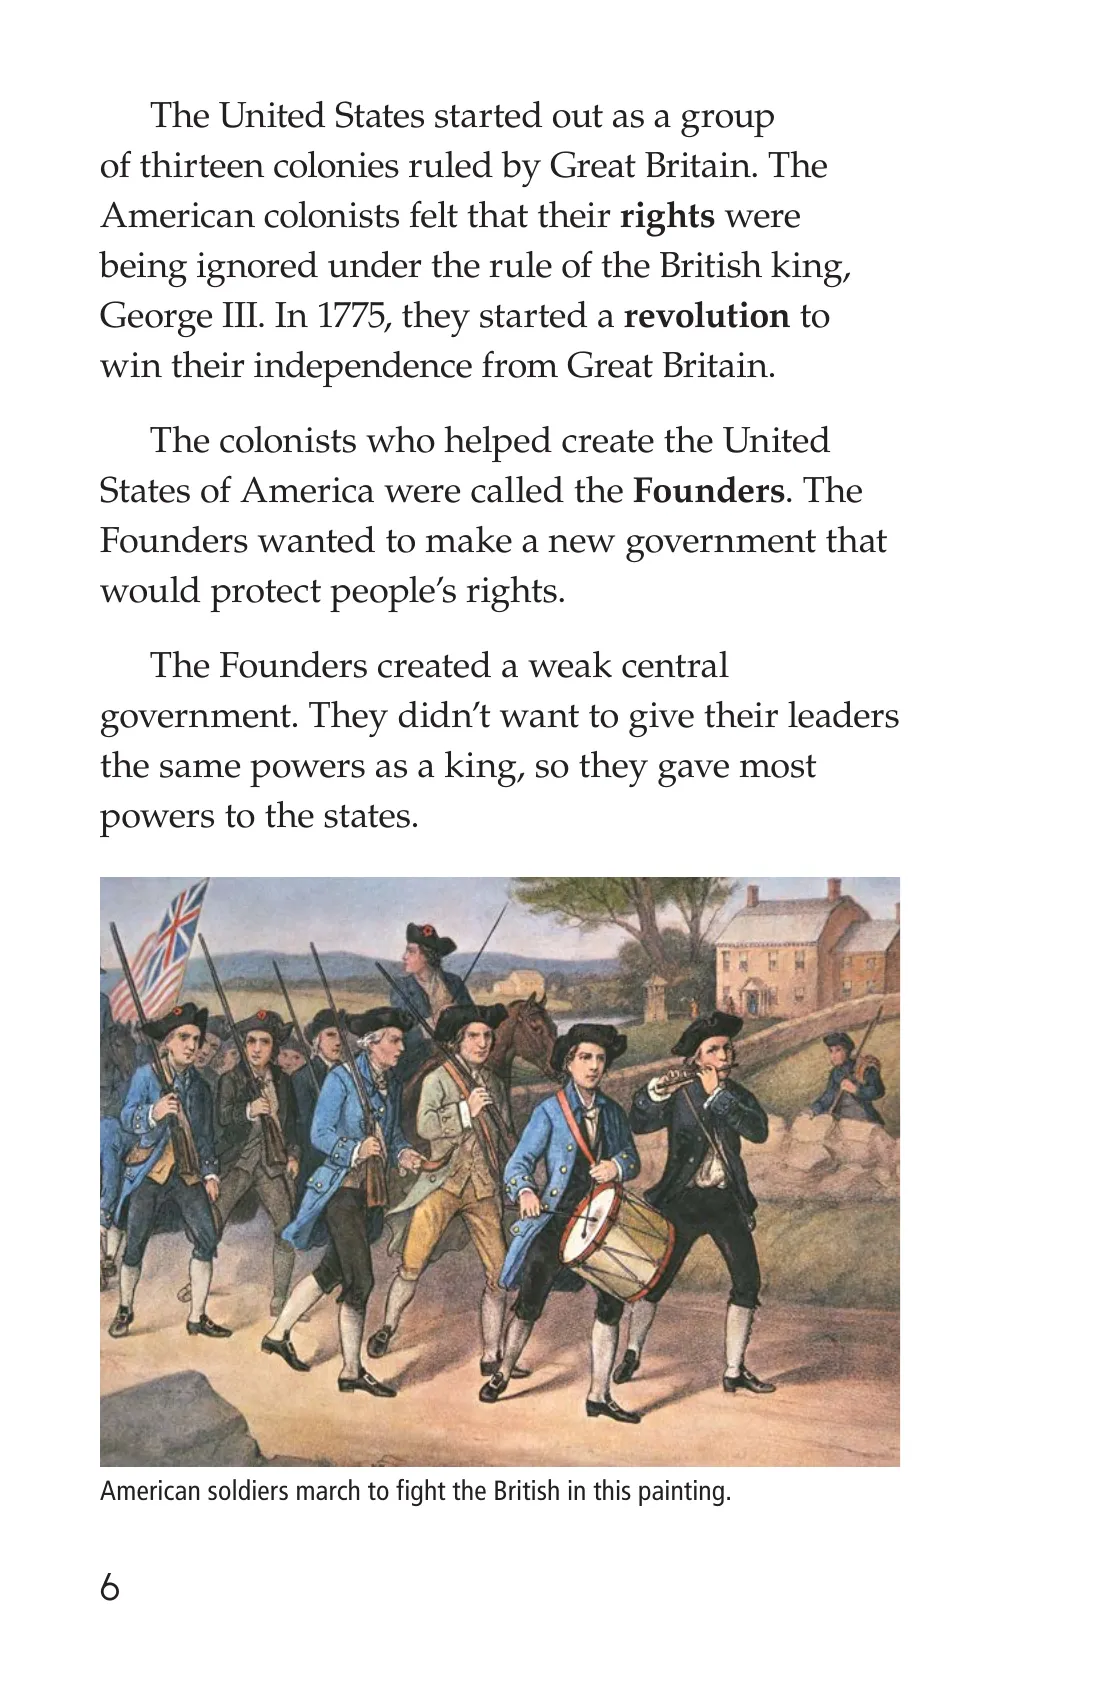 The United States started out as a group
of thirteen colonies ruled by Great Britain. The
American colonists felt that their rights were
being ignored under the rule of the British king,
George III. In 1775, they started a revolution to
win their independence from Great Britain.
The colonists who helped create the United
States of America were called the Founders. The
Founders wanted to make a new government that
would protect people’s rights.
The Founders created a weak central
government. They didn’t want to give their leaders
the same powers as a king, so they gave most
powers to the states.
American soldiers march to fight the British in this painting.
6